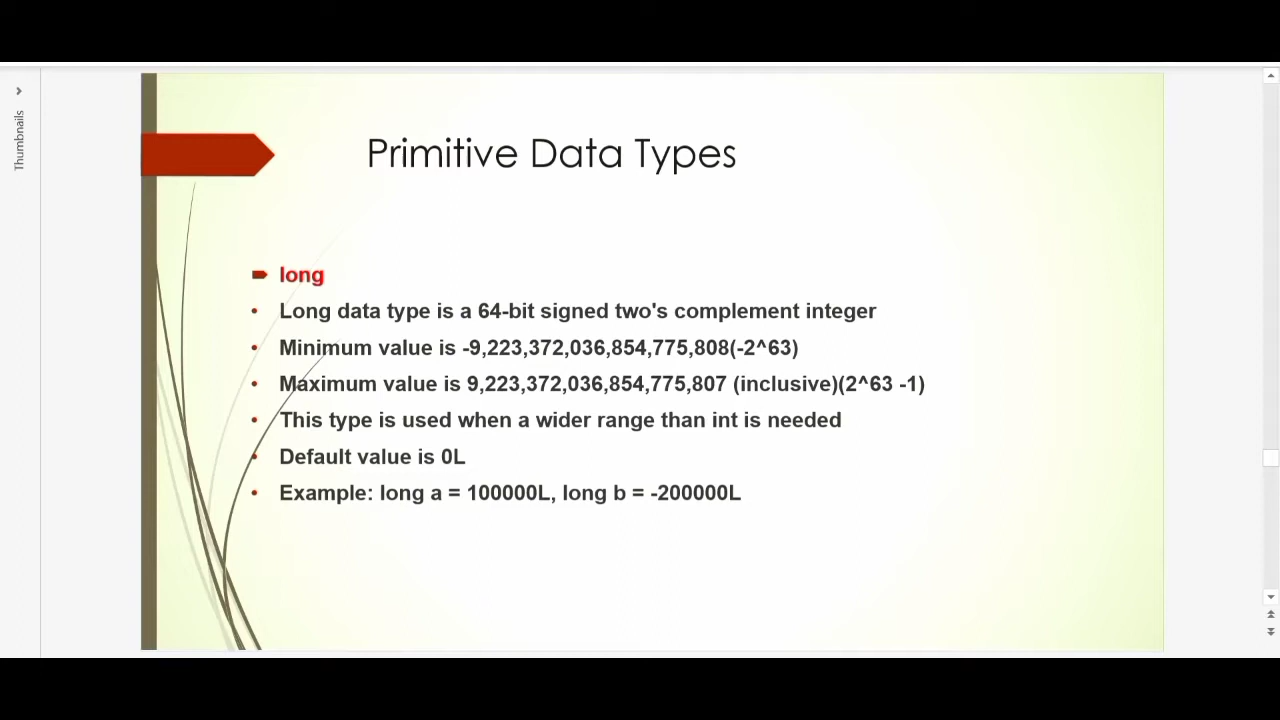 Thumbnails
Primitive Data Types
long
Long data type is a 64-bit signed two's complement integer
Minimum value is -9,223,372,036,854,775,808(-2^63)
Maximum value is 9,223,372,036,854,775,807 (inclusive)(2^63 -1)
This type is used when a wider range than int is needed
Default value is 0L
Example: long a = 100000L, long b = -200000L